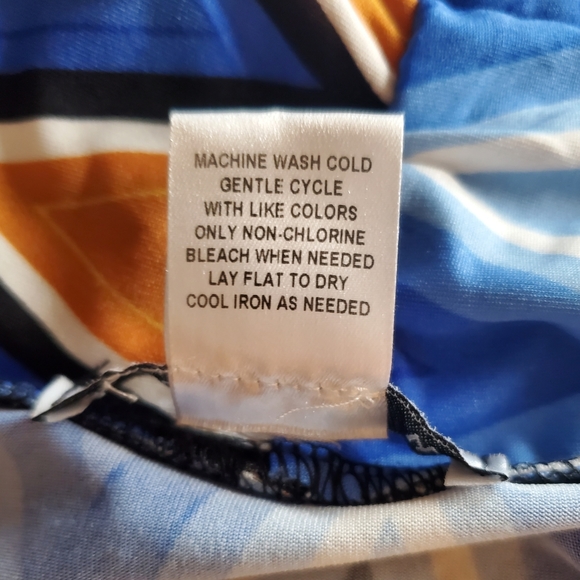 MACHINE WASH COLD
GENTLE CYCLE
WITH LIKE COLORS
ONLY NON-CHLORINE
BLEACH WHEN NEEDED
LAY FLAT TO DRY
COOL IRON AS NEEDED